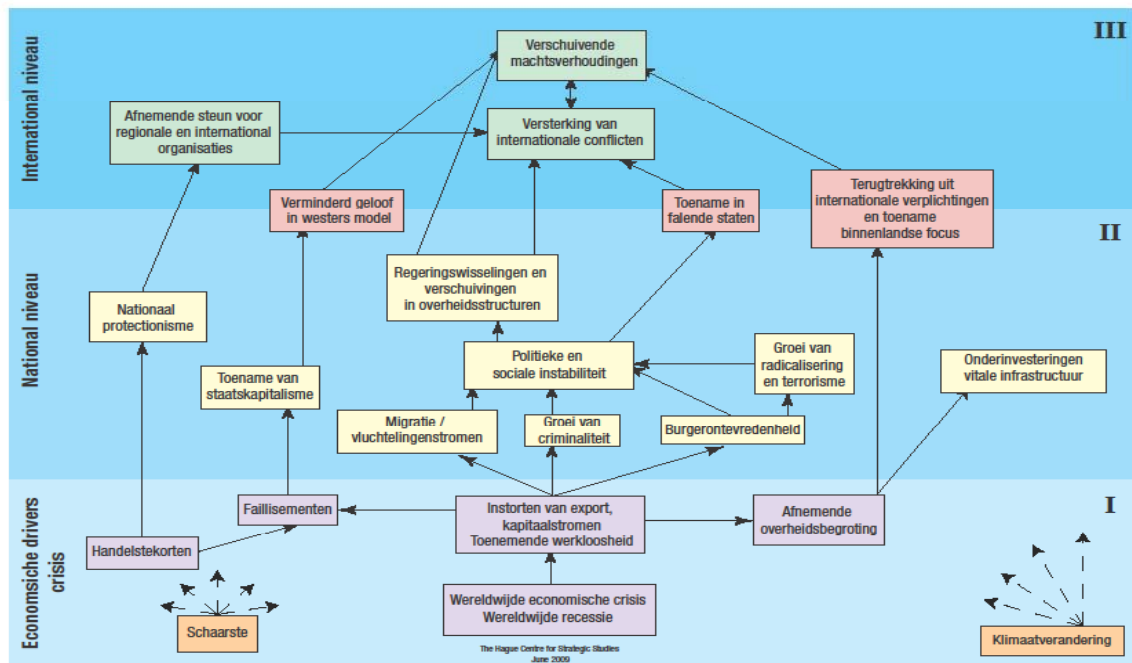 III
Internationaal niveau
Verschuivende
machtsverhoudingen
Afnemende steun voor
regionale en international
organisaties
Versterking van
internationale conflicten
Verminderd geloof
in westers model
Toename in
falende staten
Terugtrekking uit
internationale verplichtingen
en toename
binnenlandse focus
II
National niveau
Regeringswisselingen en
verschuivingen
in overheidsstructuren
Nationaal
protectionisme
Politieke en
sociale instabiliteit
Groei van
radicalisering
en terrorisme
Onderinvesteringen
vitale infrastructuur
Toename van
staatskapitalisme
Migratie /
vluchtelingenstromen
Groei van
criminaliteit
Burgerontevredenheid
I
Economsiche drivers
crisis
Faillisementen
Instorten van export,
kapitaalstromen
Toenemende werkloosheid
Afnemende
overheidsbegroting
Handelstekorten
Wereldwijde economische crisis
Wereldwijde recessie
Schaarste
Klimaatverandering
The Hague Centre for Strategic Studies
June 2009